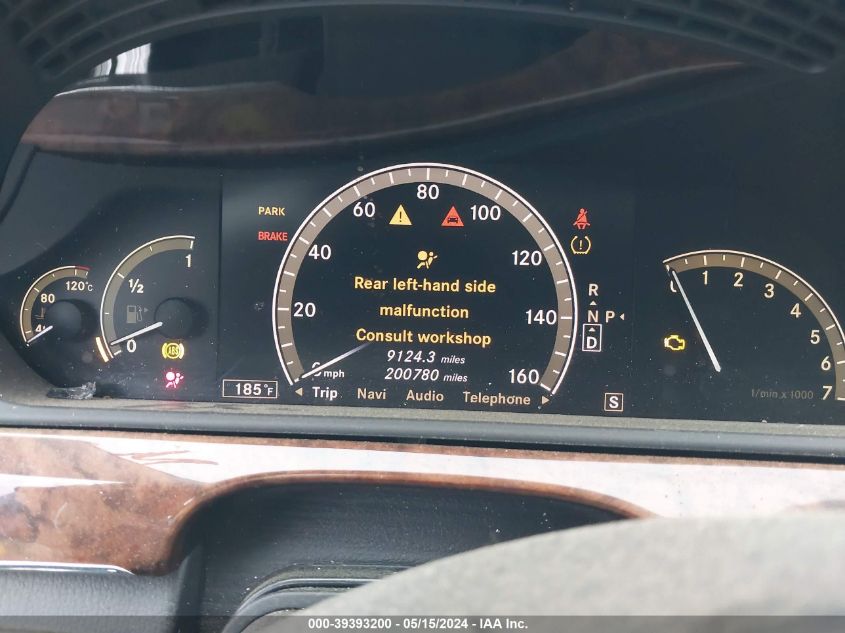 PARK
BRAKE
80
60 100
40 120
20 140
mph 160
Rear left-hand side
malfunction
Consult workshop
9124.3 miles
200780 miles
Trip Navi Audio Telephone
120°C
80
1
½
0
ABS
185°F
R
N P
D
S
1 2 3 4 5 6 7
1/min x 1000
000-39393200 - 05/15/2024 - IAA Inc.